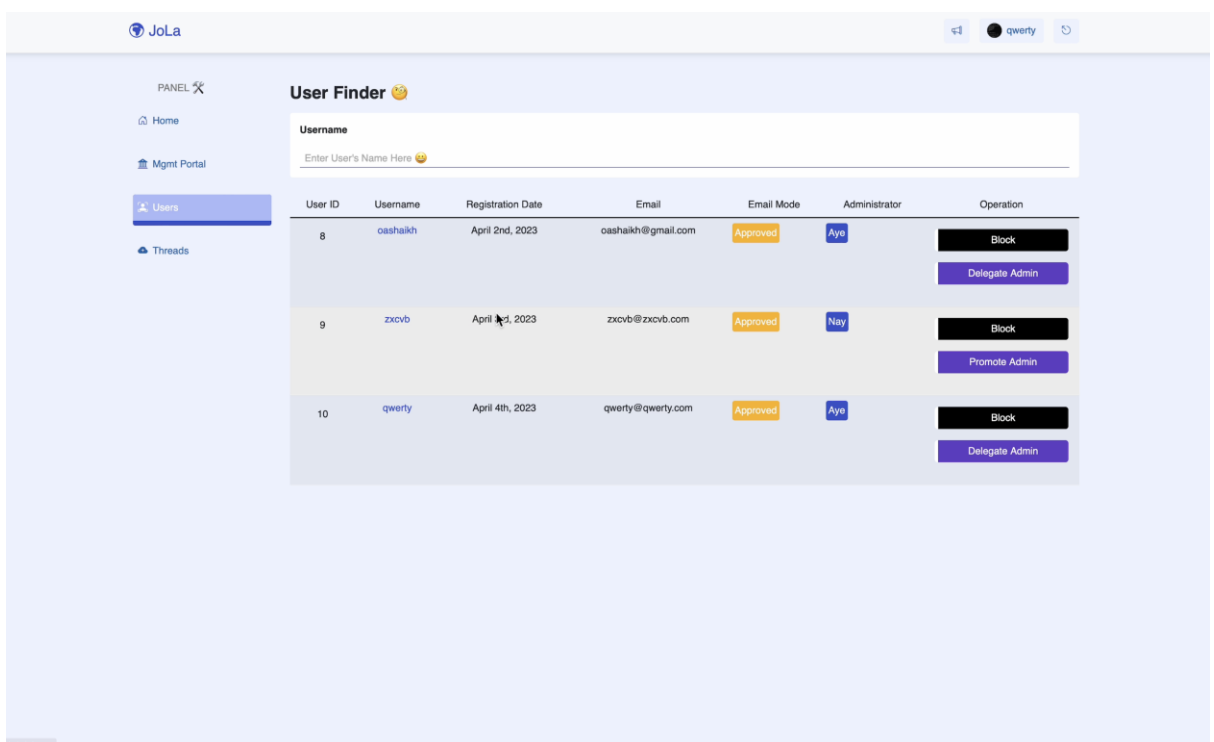 JoLa
qwerty
PANEL
User Finder
Home
Username
Enter User's Name Here
Mgmt Portal
Users
Threads
User ID Username Registration Date Email Email Mode Administrator Operation
8 oashaikh April 2nd, 2023 oashaikh@gmail.com Approved Aye Block
Delegate Admin
9 zxcvb April , 2023 zxcvb@zxcvb.com Approved Nay Block
Promote Admin
10 qwerty April 4th, 2023 qwerty@qwerty.com Approved Aye Block
Delegate Admin